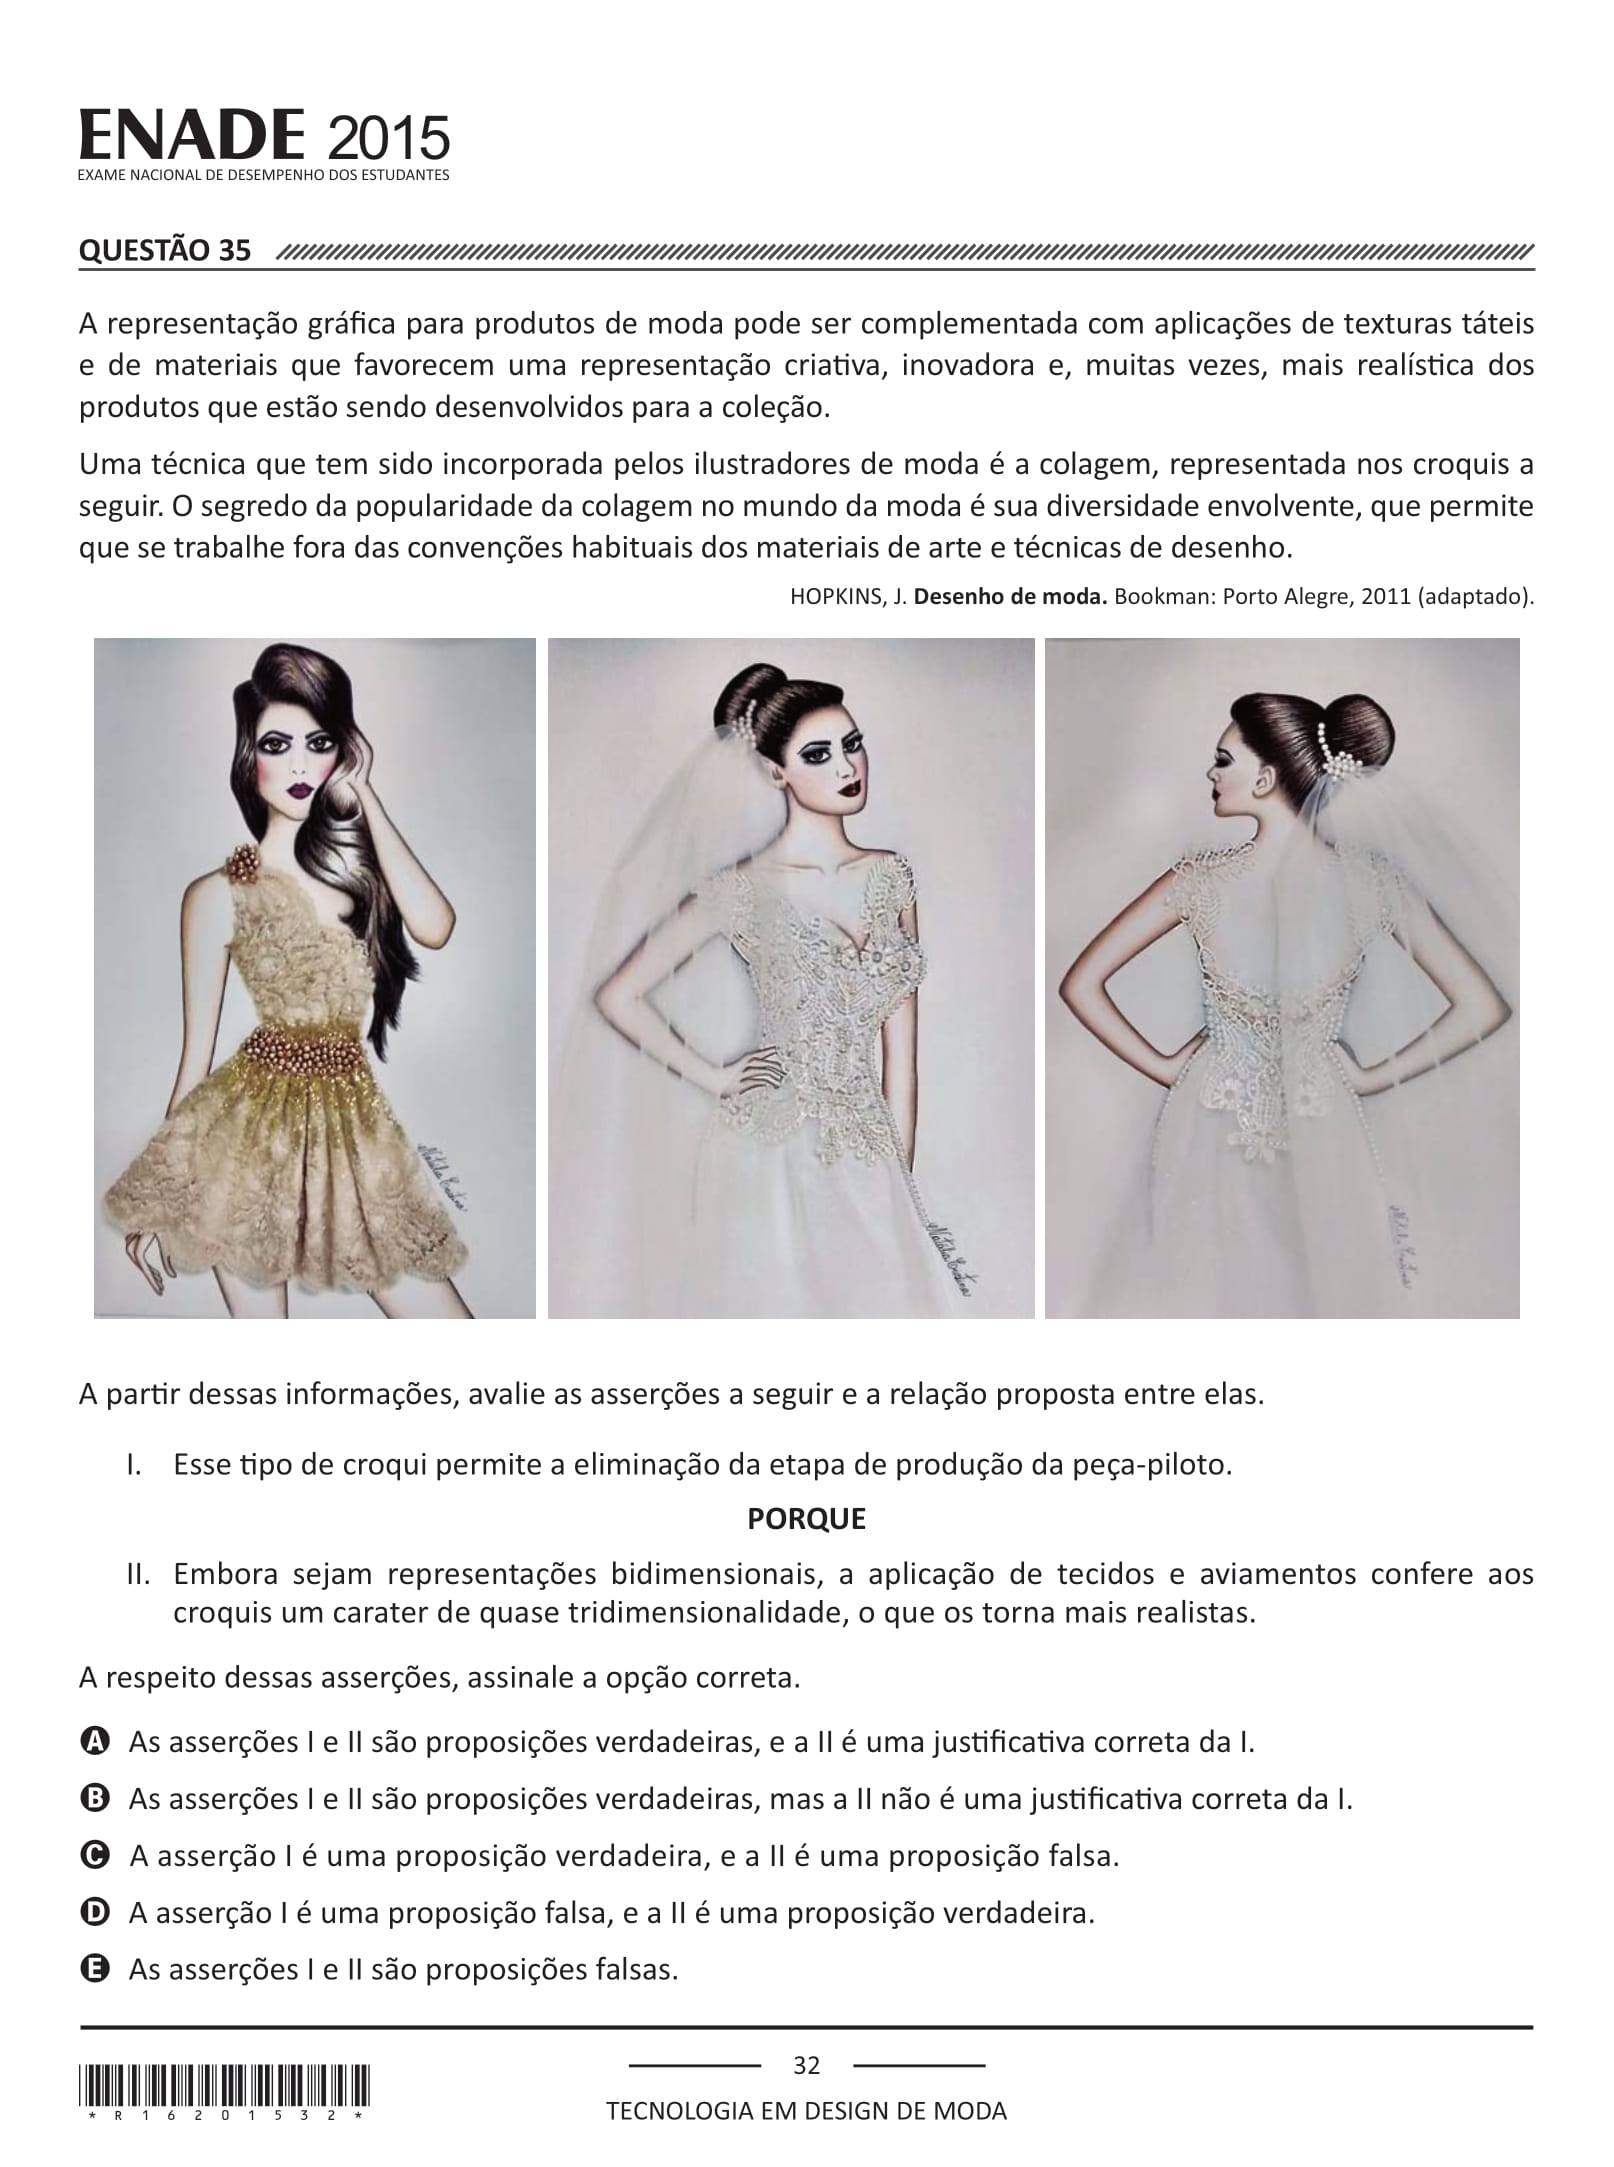 ENADE 2015
EXAME NACIONAL DE DESEMPENHO DOS ESTUDANTES
QUESTÃO 35
A representação gráfica para produtos de moda pode ser complementada com aplicações de texturas táteis
e de materiais que favorecem uma representação criativa, inovadora e, muitas vezes, mais realística dos
produtos que estão sendo desenvolvidos para a coleção.
Uma técnica que tem sido incorporada pelos ilustradores de moda é a colagem, representada nos croquis a
seguir. O segredo da popularidade da colagem no mundo da moda é sua diversidade envolvente, que permite
que se trabalhe fora das convenções habituais dos materiais de arte e técnicas de desenho.
HOPKINS, J. Desenho de moda. Bookman: Porto Alegre, 2011 (adaptado).
Natália Cristina
Natália Cristina
Natália Cristina
A partir dessas informações, avalie as asserções a seguir e a relação proposta entre elas.
I. Esse tipo de croqui permite a eliminação da etapa de produção da peça-piloto.
PORQUE
II. Embora sejam representações bidimensionais, a aplicação de tecidos e aviamentos confere aos
croquis um carater de quase tridimensionalidade, o que os torna mais realistas.
A respeito dessas asserções, assinale a opção correta.
A As asserções I e II são proposições verdadeiras, e a II é uma justificativa correta da I.
B As asserções I e II são proposições verdadeiras, mas a II não é uma justificativa correta da I.
C A asserção I é uma proposição verdadeira, e a II é uma proposição falsa.
D A asserção I é uma proposição falsa, e a II é uma proposição verdadeira.
E As asserções I e II são proposições falsas.
32
TECNOLOGIA EM DESIGN DE MODA
*R16201532*